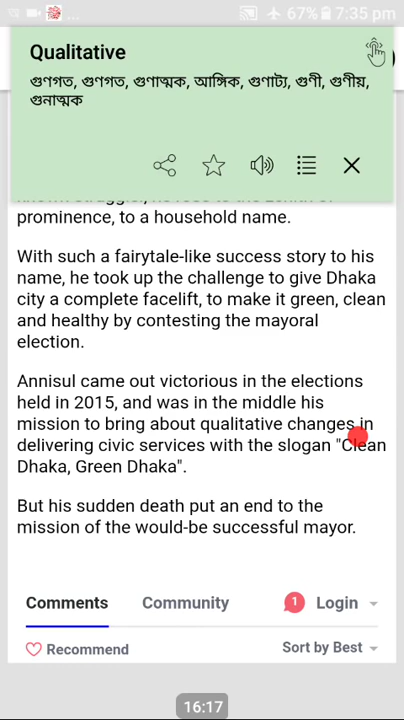 67% 7:35 pm
Qualitative
গুণগত, গুণগত, গুণাত্মক, আঙ্গিক, গুণাট্য, গুণী, গুণীয়,
গুনাত্মক
prominence, to a household name.
With such a fairytale-like success story to his
name, he took up the challenge to give Dhaka
city a complete facelift, to make it green, clean
and healthy by contesting the mayoral
election.
Annisul came out victorious in the elections
held in 2015, and was in the middle his
mission to bring about qualitative changes in
delivering civic services with the slogan "Clean
Dhaka, Green Dhaka".
But his sudden death put an end to the
mission of the would-be successful mayor.
Comments Community 1 Login
Recommend Sort by Best
16:17